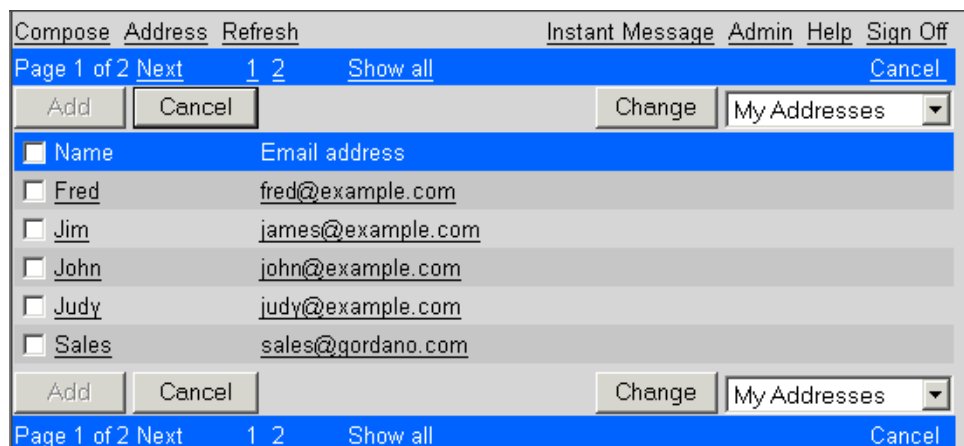 Compose Address Refresh Instant Message Admin Help Sign Off
Page 1 of 2 Next 1 2 Show all Cancel
Add Cancel Change My Addresses
Name Email address
Fred fred@example.com
Jim james@example.com
John john@example.com
Judy judy@example.com
Sales sales@gordano.com
Add Cancel Change My Addresses
Page 1 of 2 Next 1 2 Show all Cancel